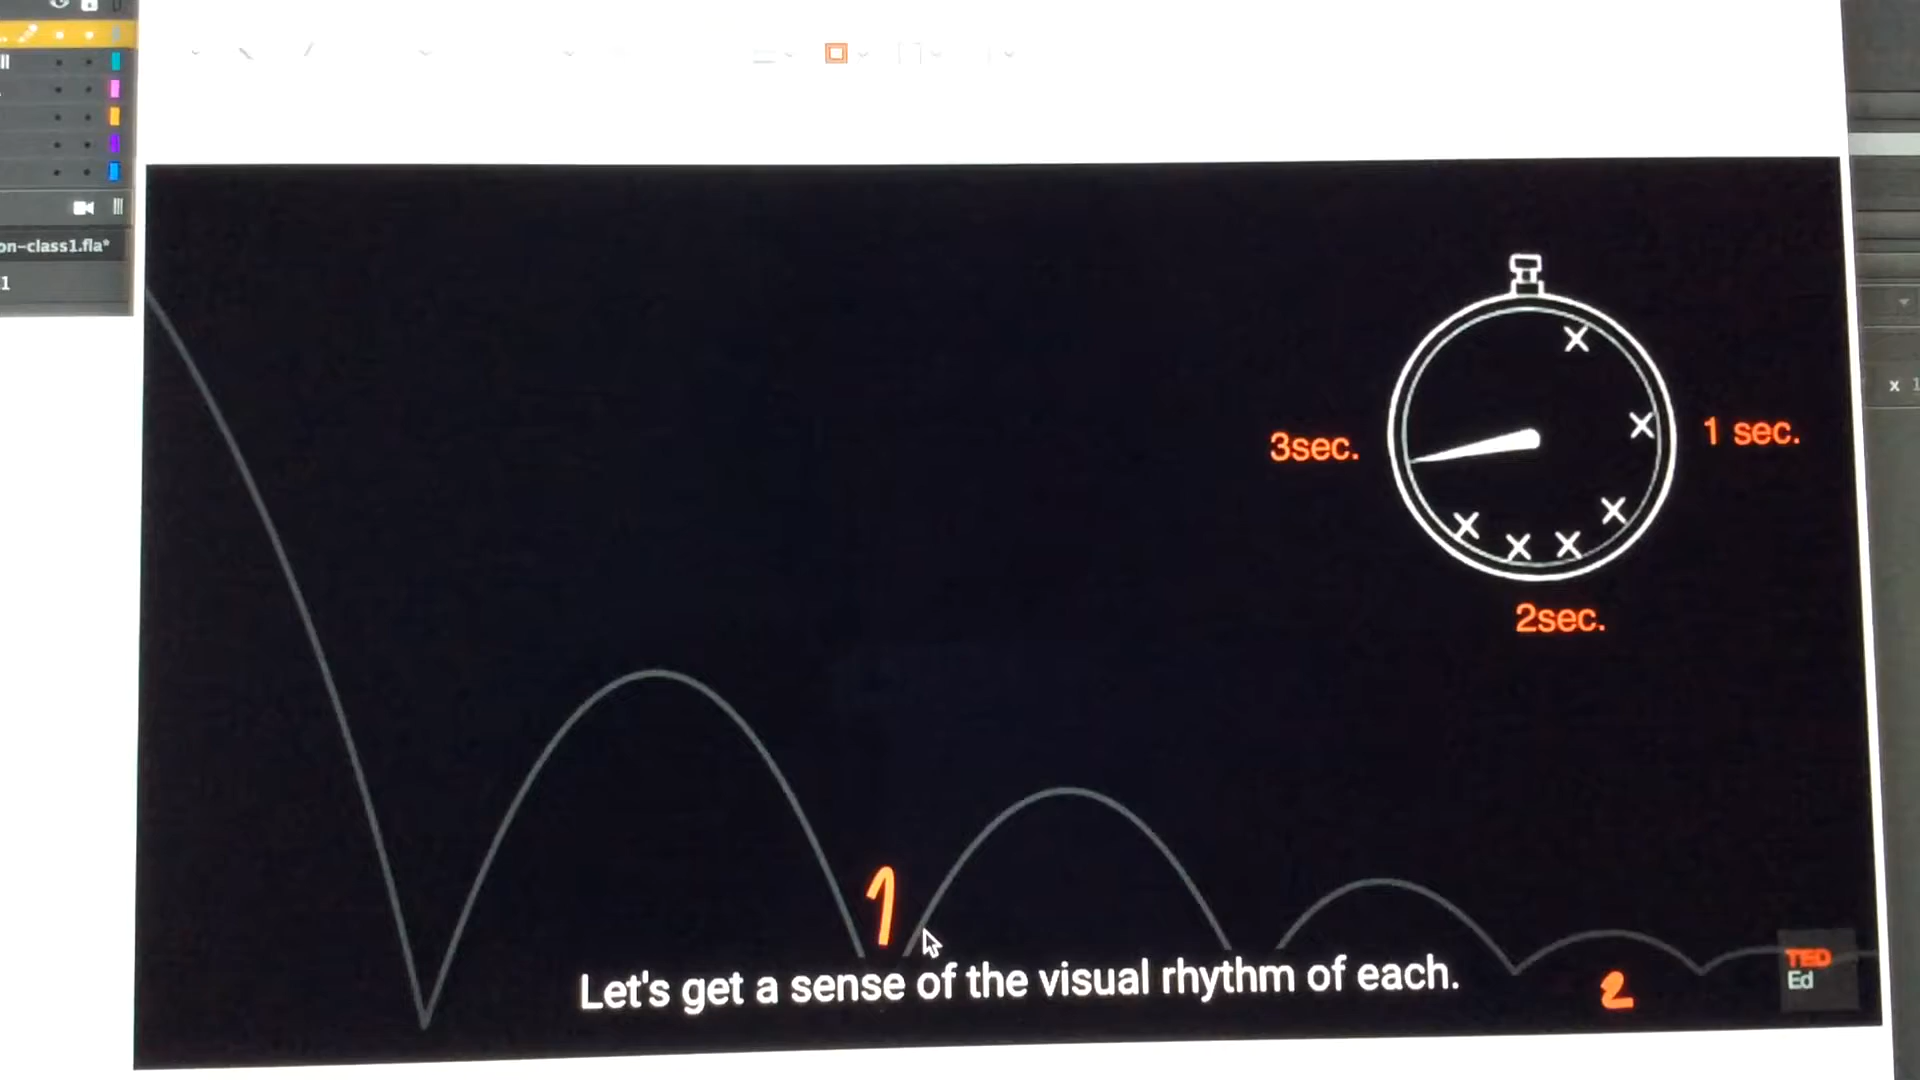 on-class1.fla*
3sec.
1 sec.
2sec.
1
Let's get a sense of the visual rhythm of each.
2
TED
Ed